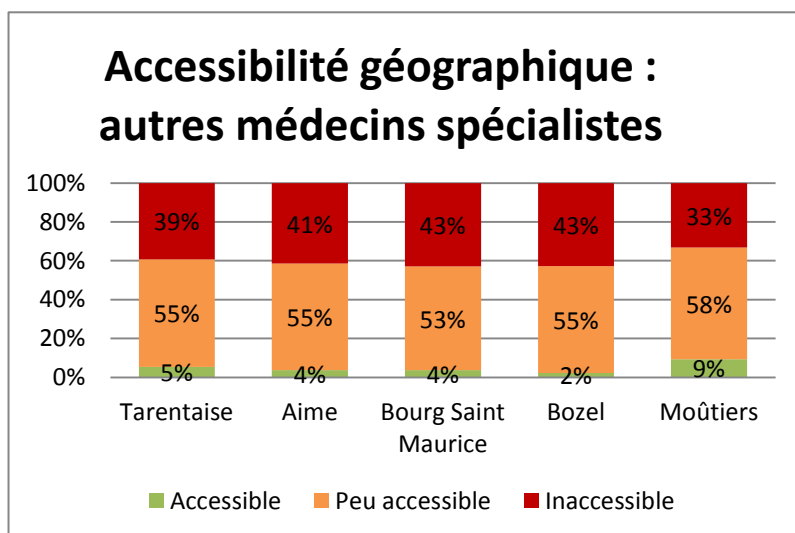 Accessibilité géographique :
autres médecins spécialistes
100%
80%
60%
40%
20%
0%
39% 41% 43% 43% 33%
55% 55% 53% 55% 58%
5% 4% 4% 2% 9%
Tarentaise Aime Bourg Saint Bozel Moûtiers
Maurice
Accessible Peu accessible Inaccessible